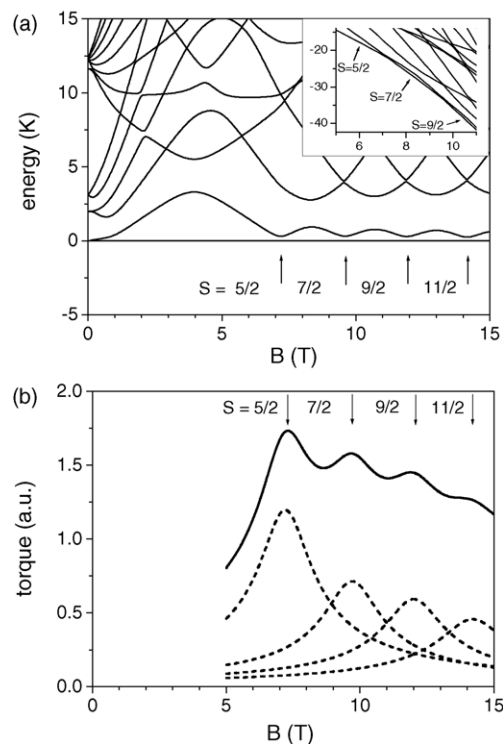 (a)
15
10
5
0
-5
energy (K)
-20
-30
-40
S=5/2
S=7/2
S=9/2
5 6 7 8 9 10
S = 5/2 7/2 9/2 11/2
0 5 10 15
B (T)
(b)
2.0
1.5
1.0
0.5
0.0
torque (a.u.)
S = 5/2 7/2 9/2 11/2
0 5 10 15
B (T)